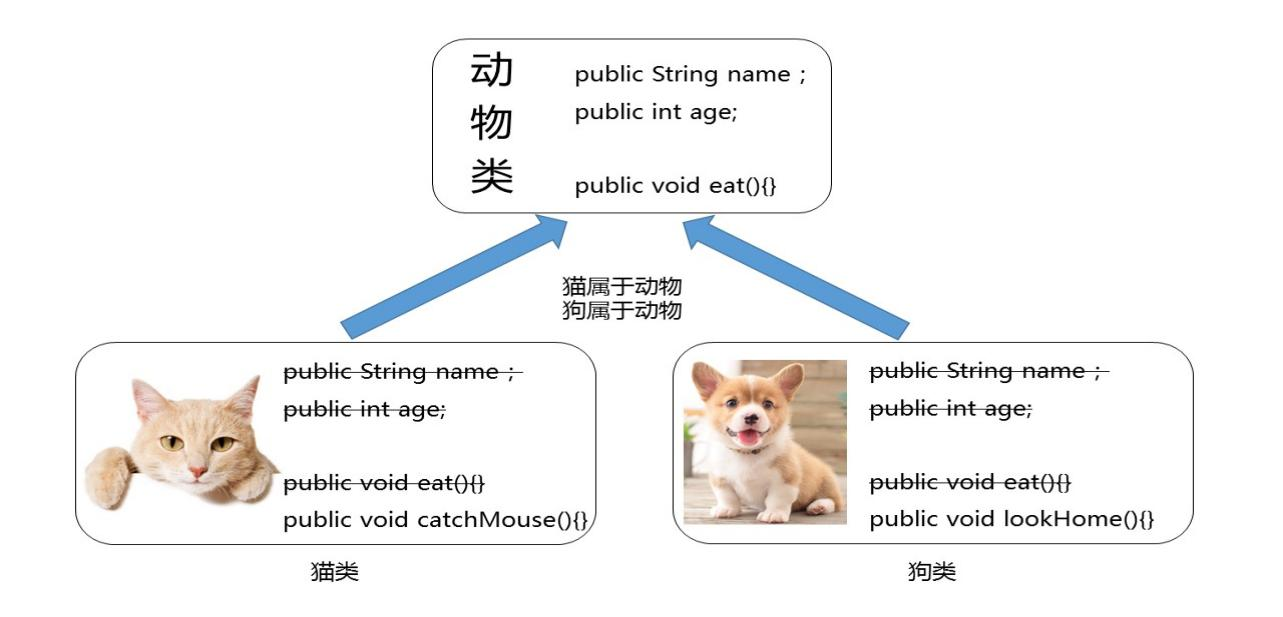 动物类
public String name ;
public int age;
public void eat(){}
猫属于动物
狗属于动物
public String name ;
public int age;
public void eat(){}
public void catchMouse(){}
猫类
public String name ;
public int age;
public void eat(){}
public void lookHome(){}
狗类